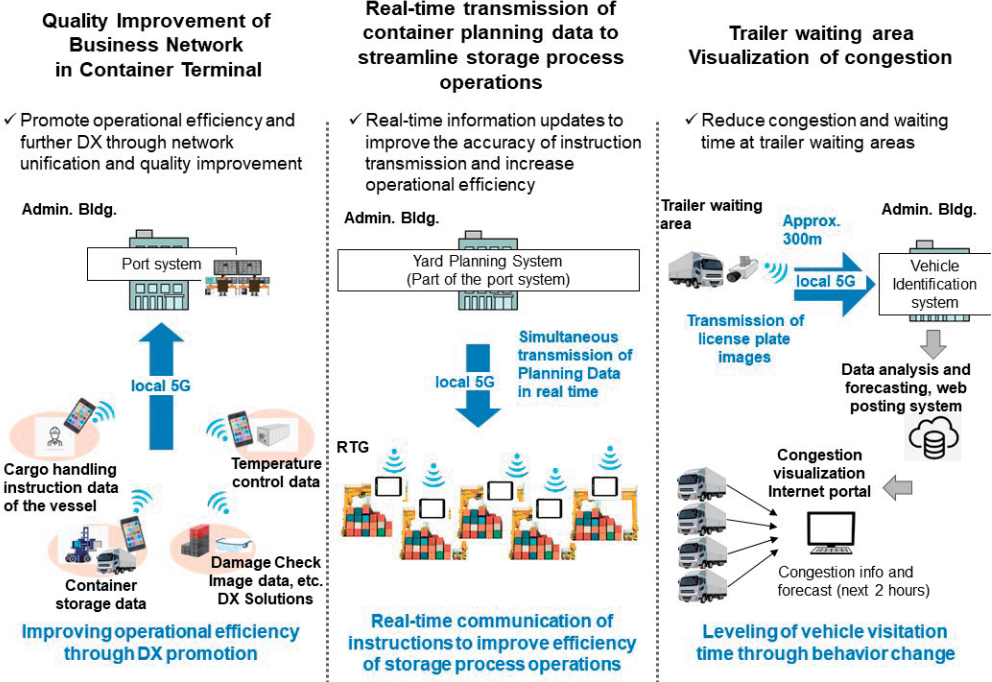 Quality Improvement of
Business Network
in Container Terminal
✓ Promote operational efficiency and
further DX through network
unification and quality improvement
Admin. Bldg.
Port system
local 5G
Cargo handling
instruction data
of the vessel
Temperature
control data
Container
storage data
Damage Check
Image data, etc.
DX Solutions
Improving operational efficiency
through DX promotion
Real-time transmission of
container planning data to
streamline storage process
operations
✓ Real-time information updates to
improve the accuracy of instruction
transmission and increase
operational efficiency
Admin. Bldg.
Yard Planning System
(Part of the port system)
local 5G
Simultaneous
transmission of
Planning Data
in real time
RTG
Real-time communication of
instructions to improve efficiency
of storage process operations
Trailer waiting area
Visualization of congestion
✓ Reduce congestion and waiting
time at trailer waiting areas
Trailer waiting
area
Approx.
300m
local 5G
Admin. Bldg.
Vehicle
Identification
system
Transmission of
license plate
images
Data analysis and
forecasting, web
posting system
Congestion
visualization
Internet portal
Congestion info and
forecast (next 2 hours)
Leveling of vehicle visitation
time through behavior change